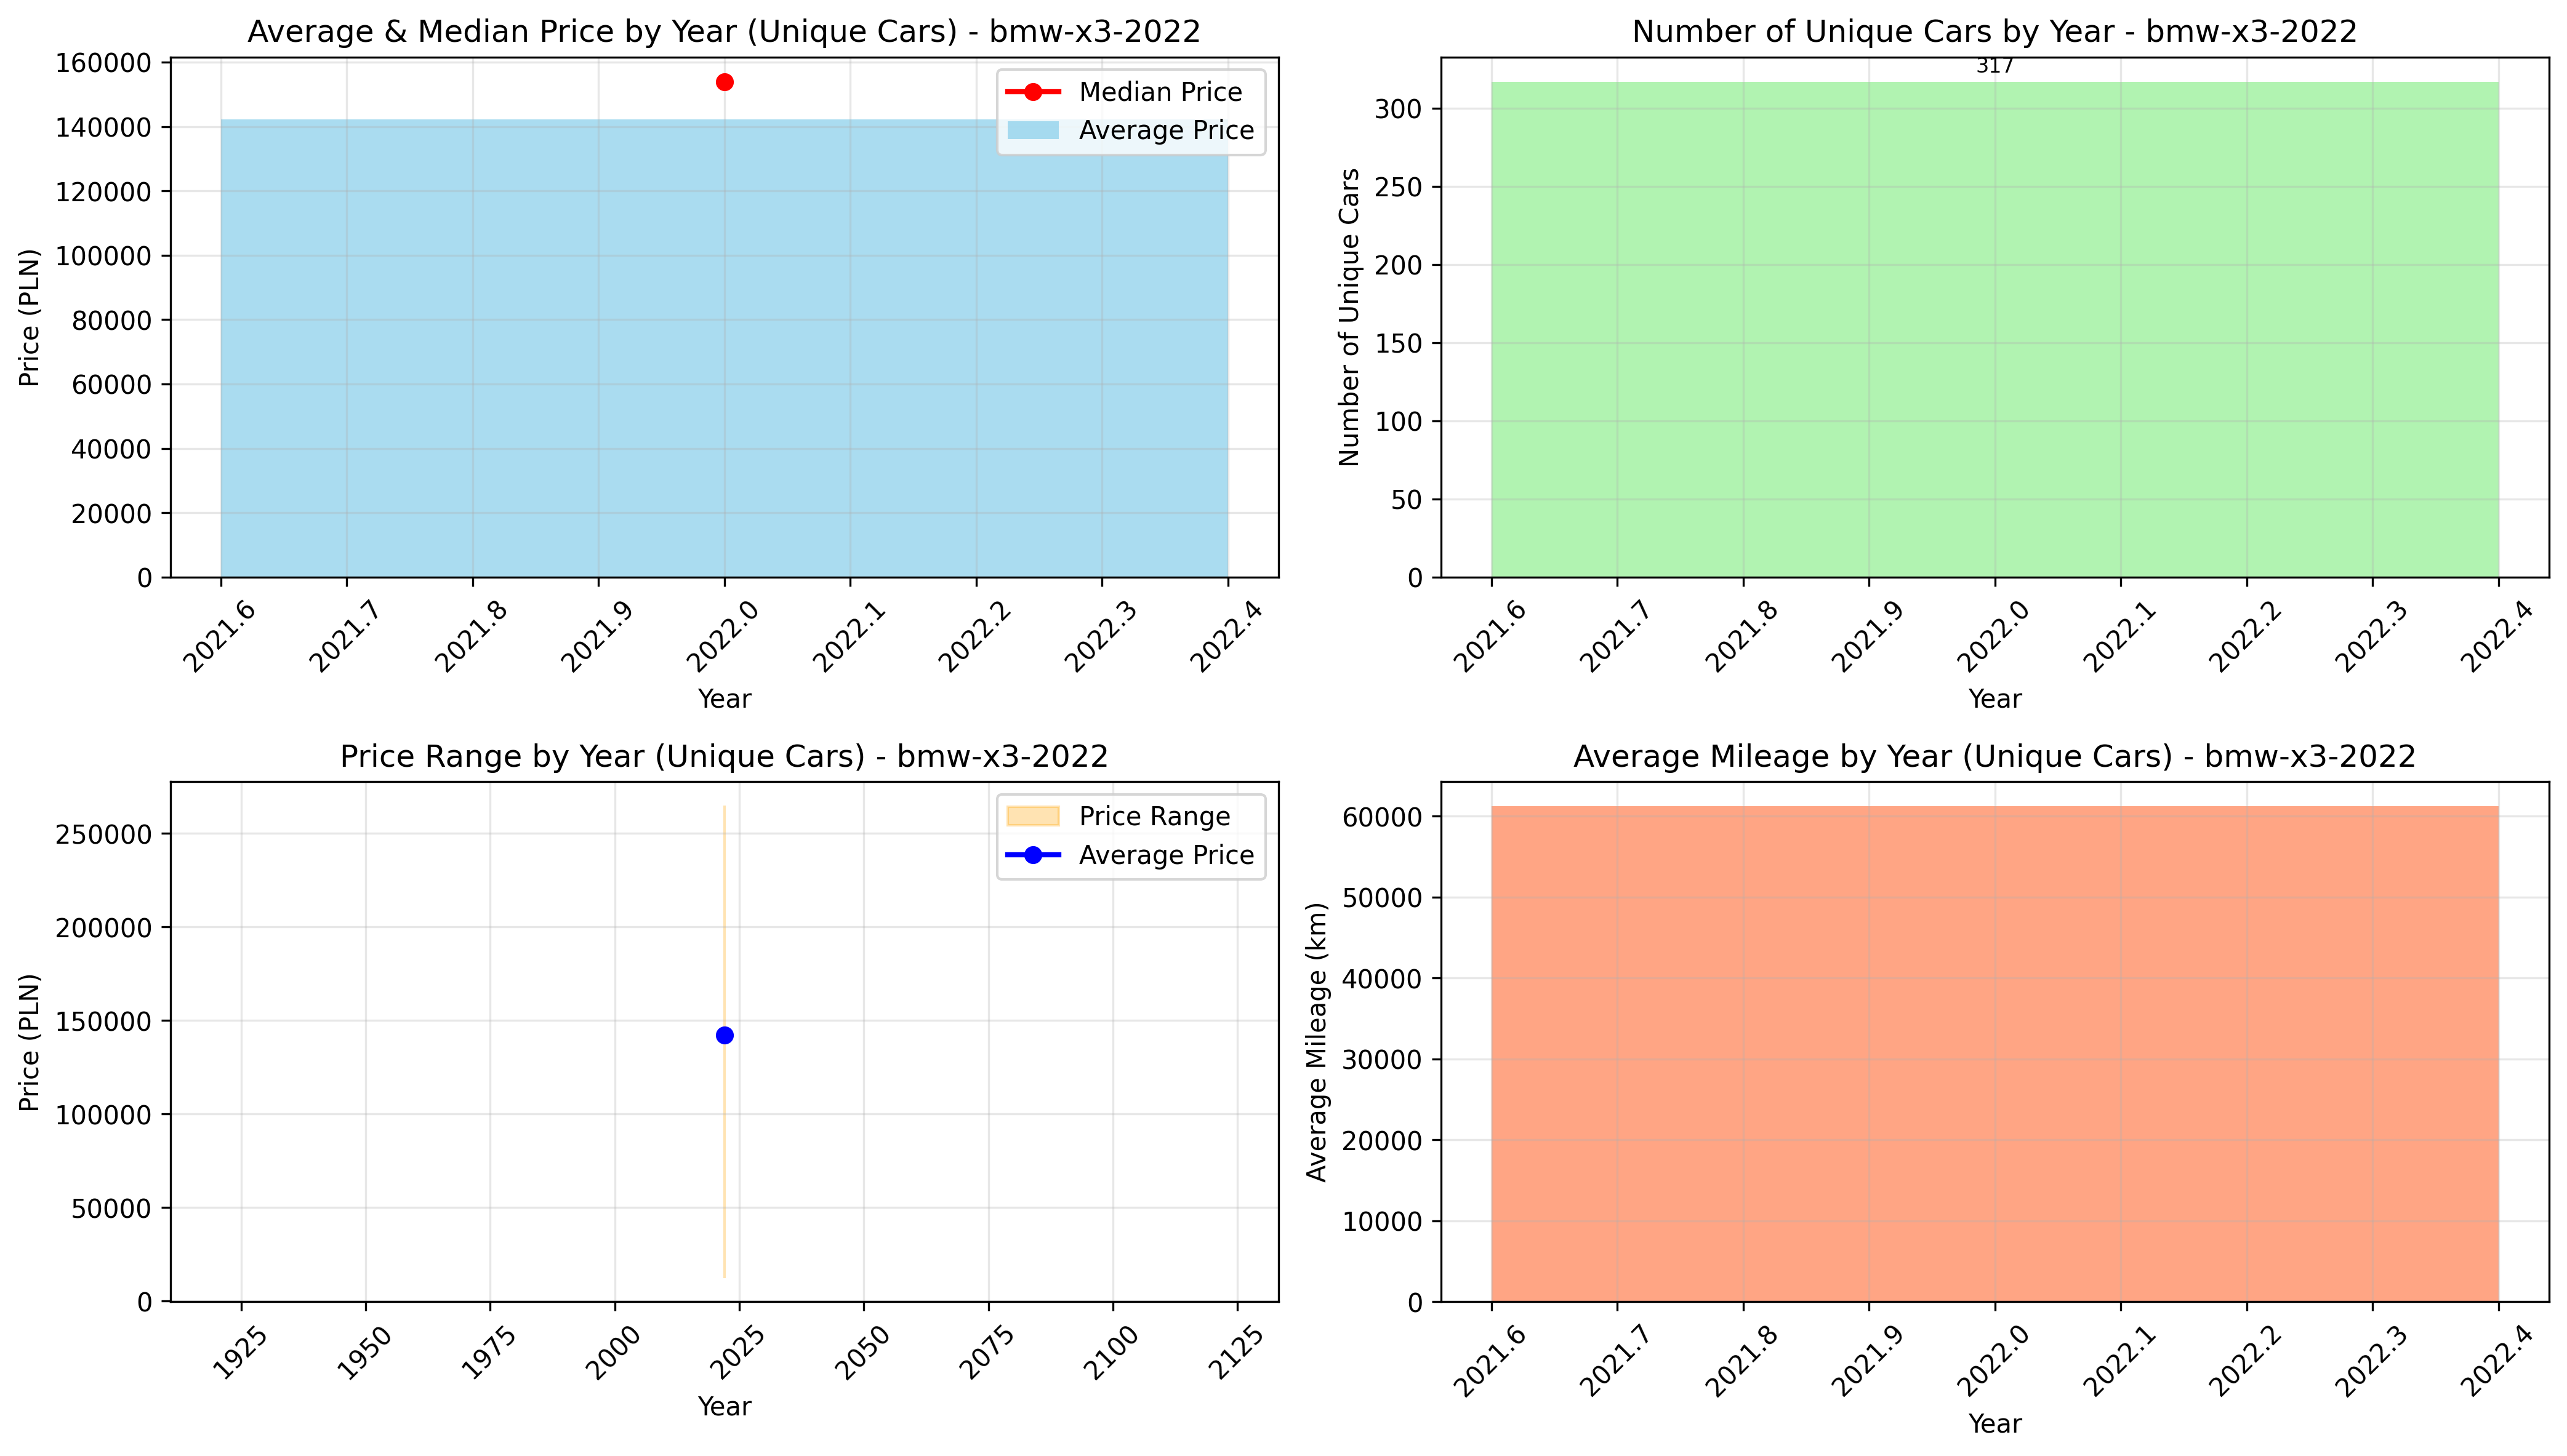 Average & Median Price by Year (Unique Cars) - bmw-x3-2022
160000
140000
120000
100000
80000
60000
40000
20000
0
Price (PLN)
Median Price
Average Price
2021.6 2021.7 2021.8 2021.9 2022.0 2022.1 2022.2 2022.3 2022.4
Year
Number of Unique Cars by Year - bmw-x3-2022
317
300
250
200
150
100
50
0
Number of Unique Cars
2021.6 2021.7 2021.8 2021.9 2022.0 2022.1 2022.2 2022.3 2022.4
Year
Price Range by Year (Unique Cars) - bmw-x3-2022
250000
200000
150000
100000
50000
0
Price (PLN)
Price Range
Average Price
1925 1950 1975 2000 2025 2050 2075 2100 2125
Year
Average Mileage by Year (Unique Cars) - bmw-x3-2022
60000
50000
40000
30000
20000
10000
0
Average Mileage (km)
2021.6 2021.7 2021.8 2021.9 2022.0 2022.1 2022.2 2022.3 2022.4
Year